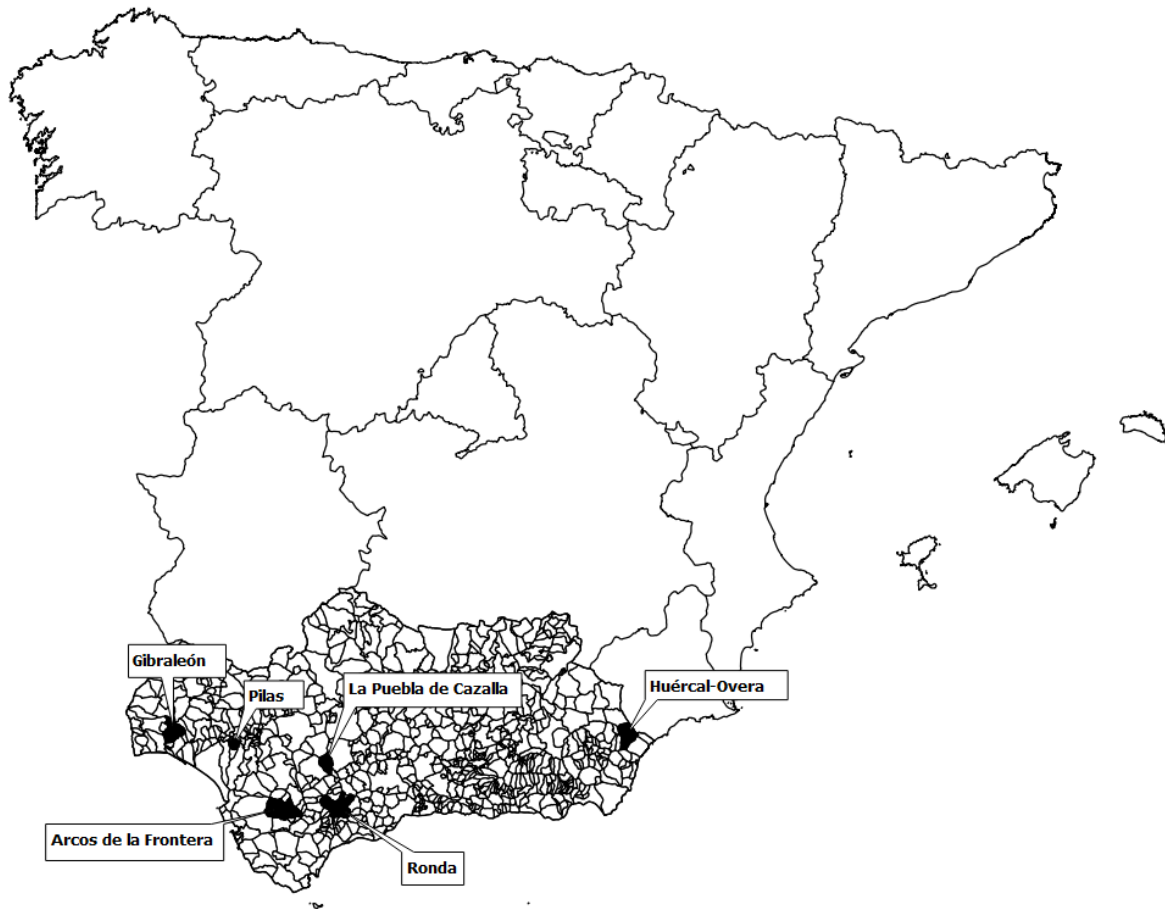 Gibraleón
Pilas
La Puebla de Cazalla
Huércal-Overa
Arcos de la Frontera
Ronda